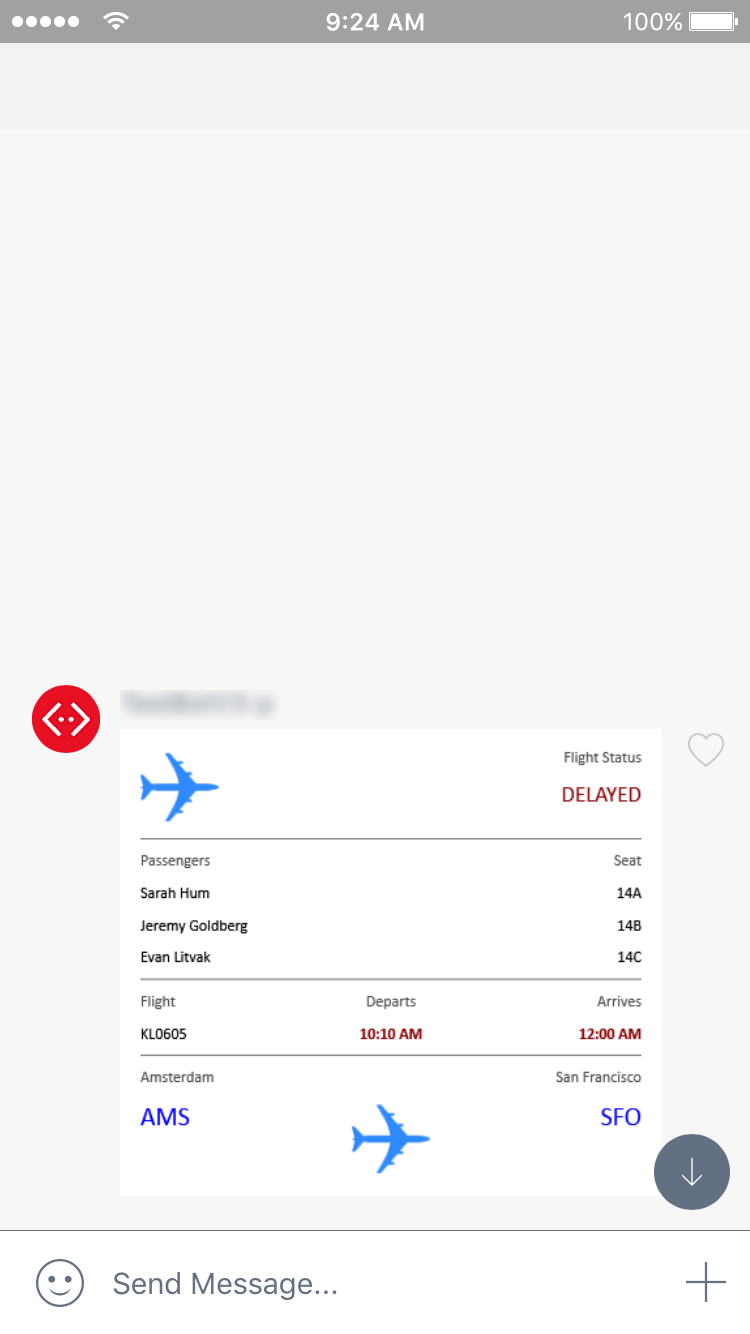 9:24 AM 100%
Flight Status
DELAYED
Passengers Seat
Sarah Hum 14A
Jeremy Goldberg 14B
Evan Litvak 14C
Flight Departs Arrives
KL0605 10:10 AM 12:00 AM
Amsterdam San Francisco
AMS SFO
Send Message...